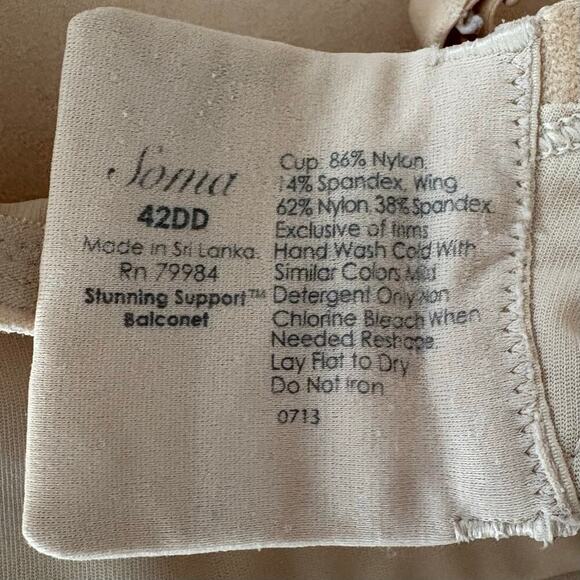 Soma
42DD
Made in Sri Lanka.
Rn 79984
Stunning Support™
Balconet
Cup: 86% Nylon,
14% Spandex, Wing
62% Nylon, 38% Spandex
Exclusive of trims
Hand Wash Cold With
Similar Colors Mild
Detergent Only Non
Chlorine Bleach When
Needed Reshape,
Lay Flat to Dry
Do Not Iron
0713